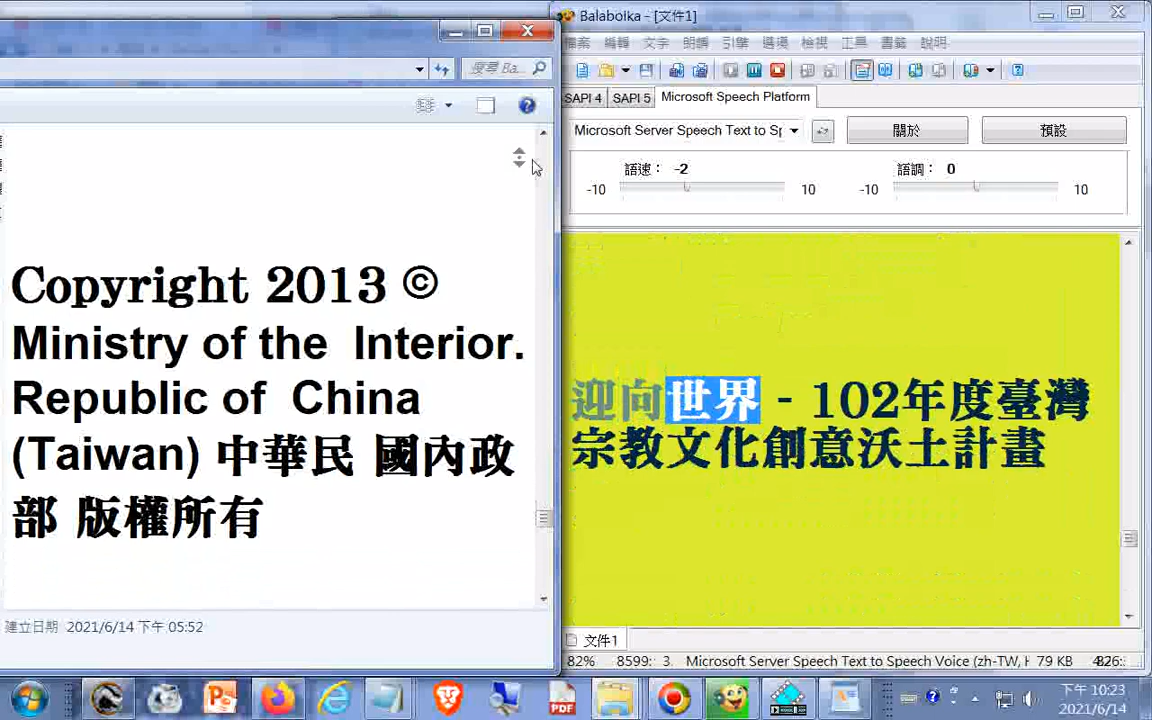 Balabolka - [文件1]
檔案 編輯 文字 朗讀 引擎 選項 檢視 工具 書籤 說明
搜尋 Ba...
SAPI 4 SAPI 5 Microsoft Speech Platform
Microsoft Server Speech Text to Sp
關於
預設
語速： -2
語調： 0
-10 10 -10 10
Copyright 2013 ©
Ministry of the Interior.
Republic of China
(Taiwan) 中華民 國內政
部 版權所有
迎向世界 - 102年度臺灣
宗教文化創意沃土計畫
建立日期 2021/6/14 下午 05:52
文件1
82% 8599: 3. Microsoft Server Speech Text to Speech Voice (zh-TW, H 79 KB
PDF
下午 10:23
2021/6/14